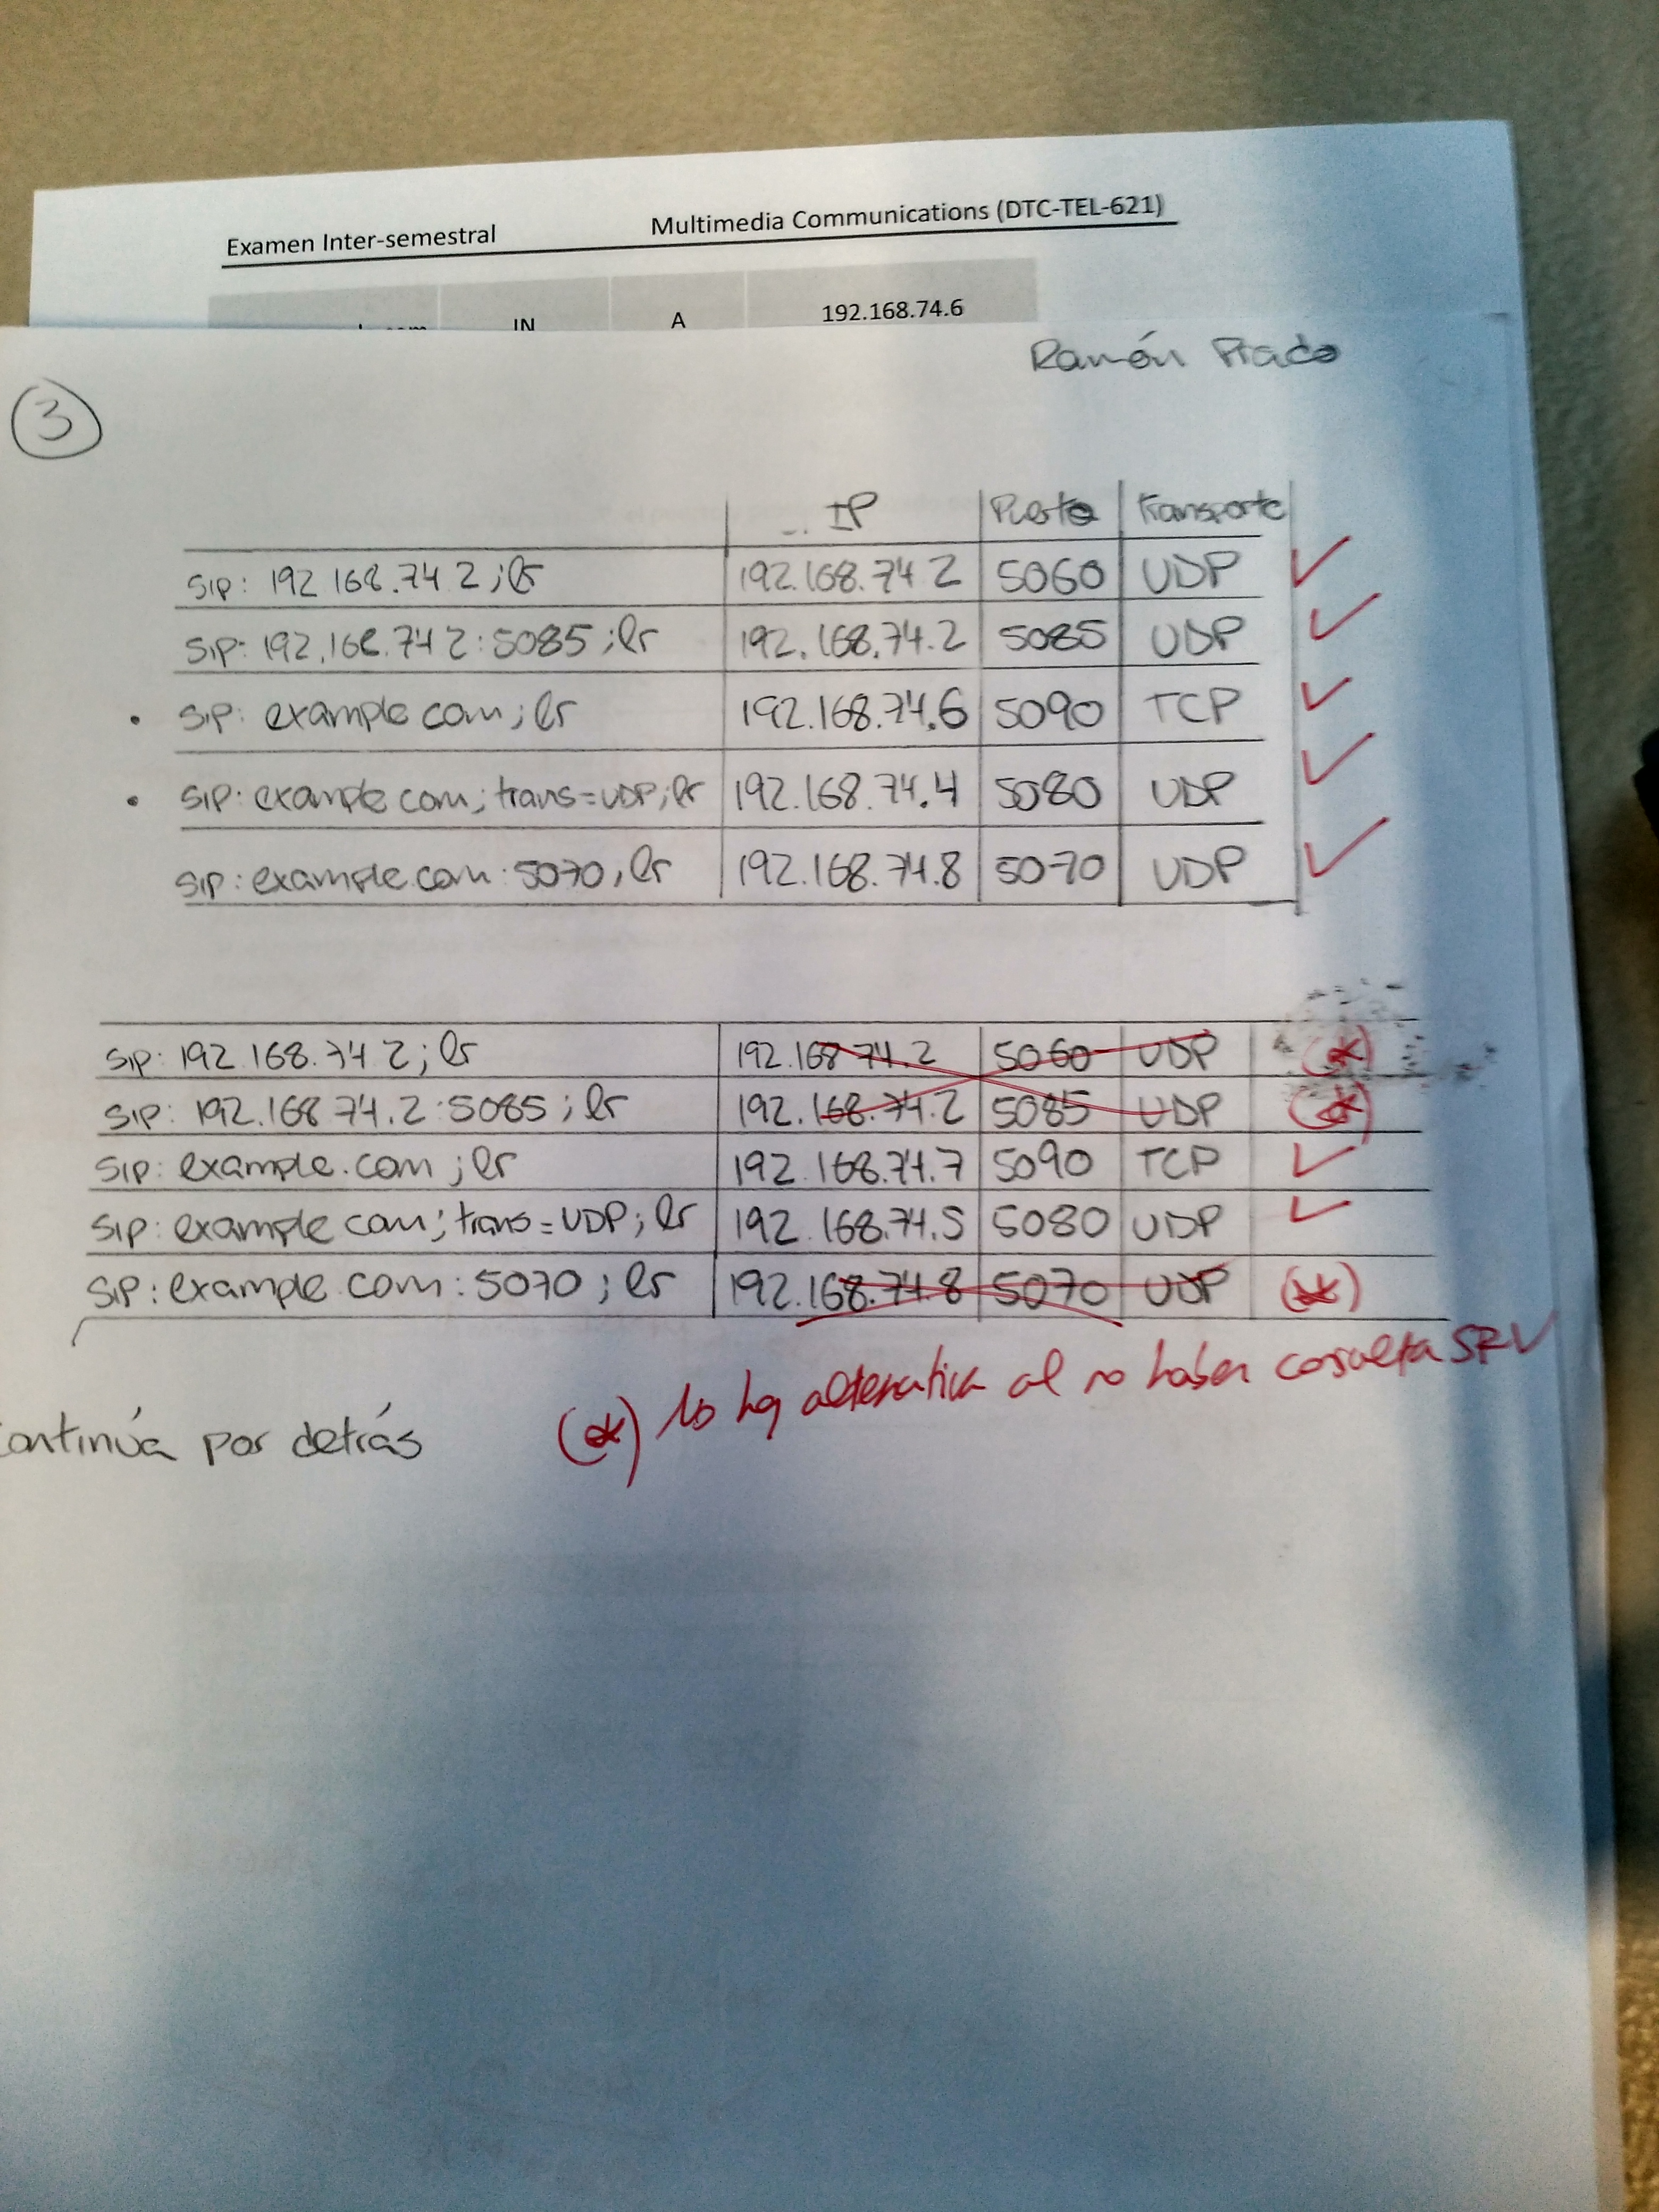 Examen Inter-semestral Multimedia Communications (DTC-TEL-621)
IN A 192.168.74.6
Ramón Prado
3
IP Puerto Transporte
sip: 192.168.74.2;lr 192.168.74.2 5060 UDP
sip: 192.168.74.2:5085;lr 192.168.74.2 5085 UDP
• sip: example.com;lr 192.168.74.6 5090 TCP
• sip: example.com; trans=UDP;lr 192.168.74.4 5080 UDP
sip: example.com:5070;lr 192.168.74.8 5070 UDP
sip: 192.168.74.2;lr 192.168.74.2 5060 UDP (*)
sip: 192.168.74.2:5085;lr 192.168.74.2 5085 UDP (*)
sip: example.com;lr 192.168.74.7 5090 TCP
sip: example.com; trans=UDP;lr 192.168.74.5 5080 UDP
sip: example.com:5070;lr 192.168.74.8 5070 UDP (*)
(*) No hay alternativa al no haber consulta SRV
Continúa por detrás